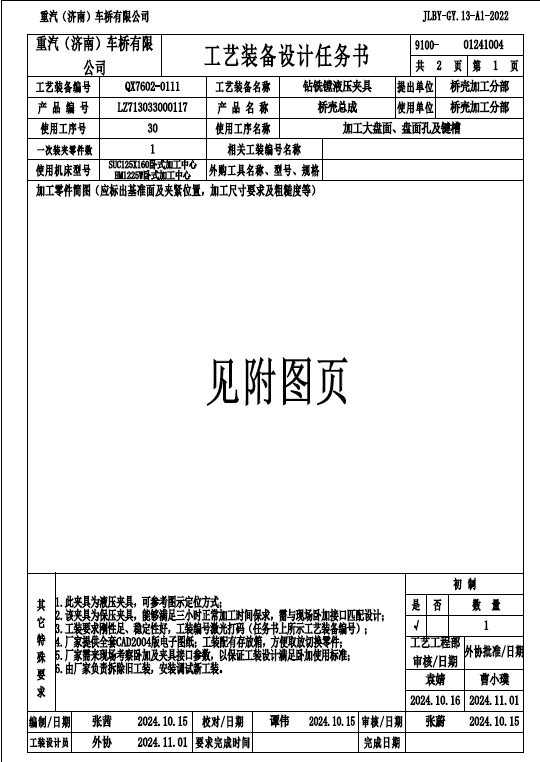 重汽（济南）车桥有限公司 JLBY-GY.13-A1-2022
重汽（济南）车桥有限公司 工艺装备设计任务书 9100- 01241004
共 2 页 第 1 页
工艺装备编号 QX7602-0111 工艺装备名称 钻铣镗液压夹具 提出单位 桥壳加工分部
产品编号 LZ713033000117 产品名称 桥壳总成 使用单位 桥壳加工分部
使用工序号 30 使用工序名称 加工大盘面、盘面孔及键槽
一次装夹零件数 1 相关工装编号名称
使用机床型号 SUC125X160卧式加工中心 HM1225W卧式加工中心 外购工具名称、型号、规格
加工零件简图（应标出基准面及夹紧位置，加工尺寸要求及粗糙度等）
见附图页
其它特殊要求
1.此夹具为液压夹具，可参考图示定位方式；
2.该夹具为保压夹具，能够满足三小时正常加工时间保求，需与现场卧加接口匹配设计；
3.工装要求刚性足、稳定性好，工装编号激光打码（任务书上所示工艺装备编号）；
4.厂家提供全套CAD2004版电子图纸；工装配有存放箱，方便取放切换零件；
5.厂家需来现场考察卧加及夹具接口参数，以保证工装设计满足卧加使用标准；
6.由厂家负责拆除旧工装，安装调试新工装。
初制
是 否 数量
√ 1
工艺工程部审核/日期 外协批准/日期
袁婧 曹小璞
2024.10.16 2024.11.01
编制/日期 张茜 2024.10.15 校对/日期 谭伟 2024.10.15 审核/日期 张蔚 2024.10.15
工装设计员 外协 2024.11.01 要求完成时间 完成日期